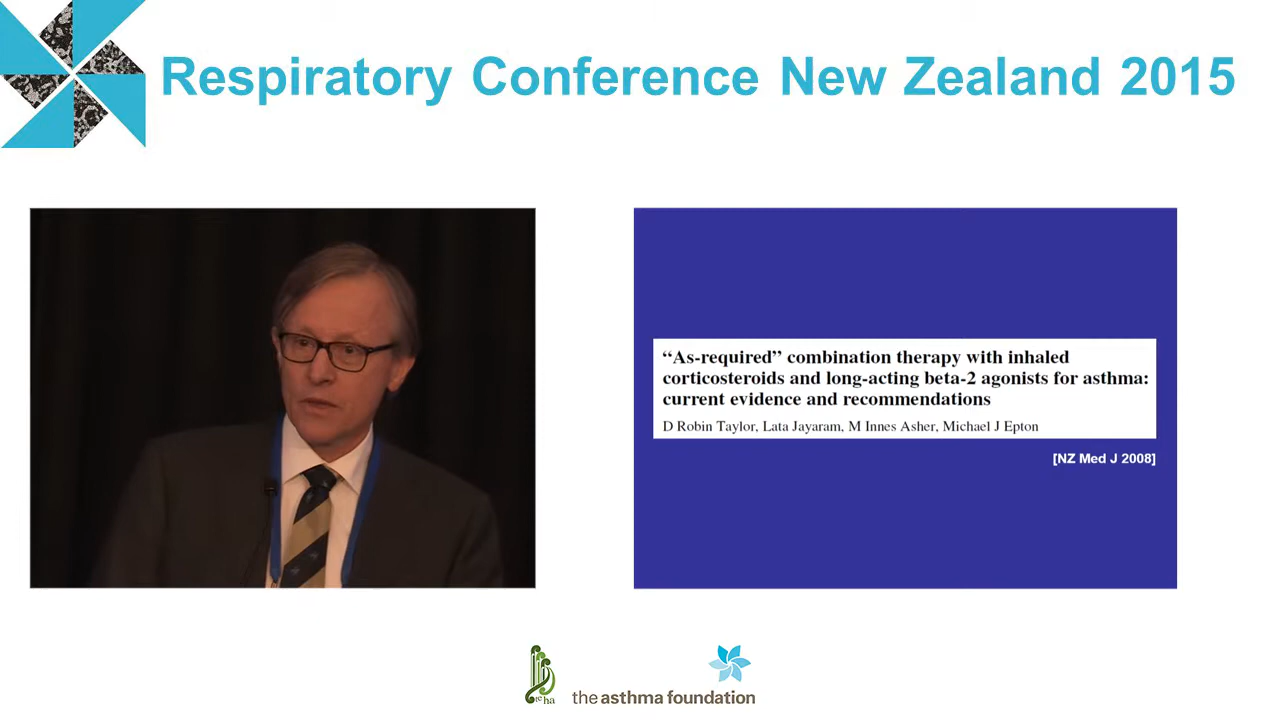 Respiratory Conference New Zealand 2015
“As-required” combination therapy with inhaled
corticosteroids and long-acting beta-2 agonists for asthma:
current evidence and recommendations
D Robin Taylor, Lata Jayaram, M Innes Asher, Michael J Epton
[NZ Med J 2008]
te ha
the asthma foundation